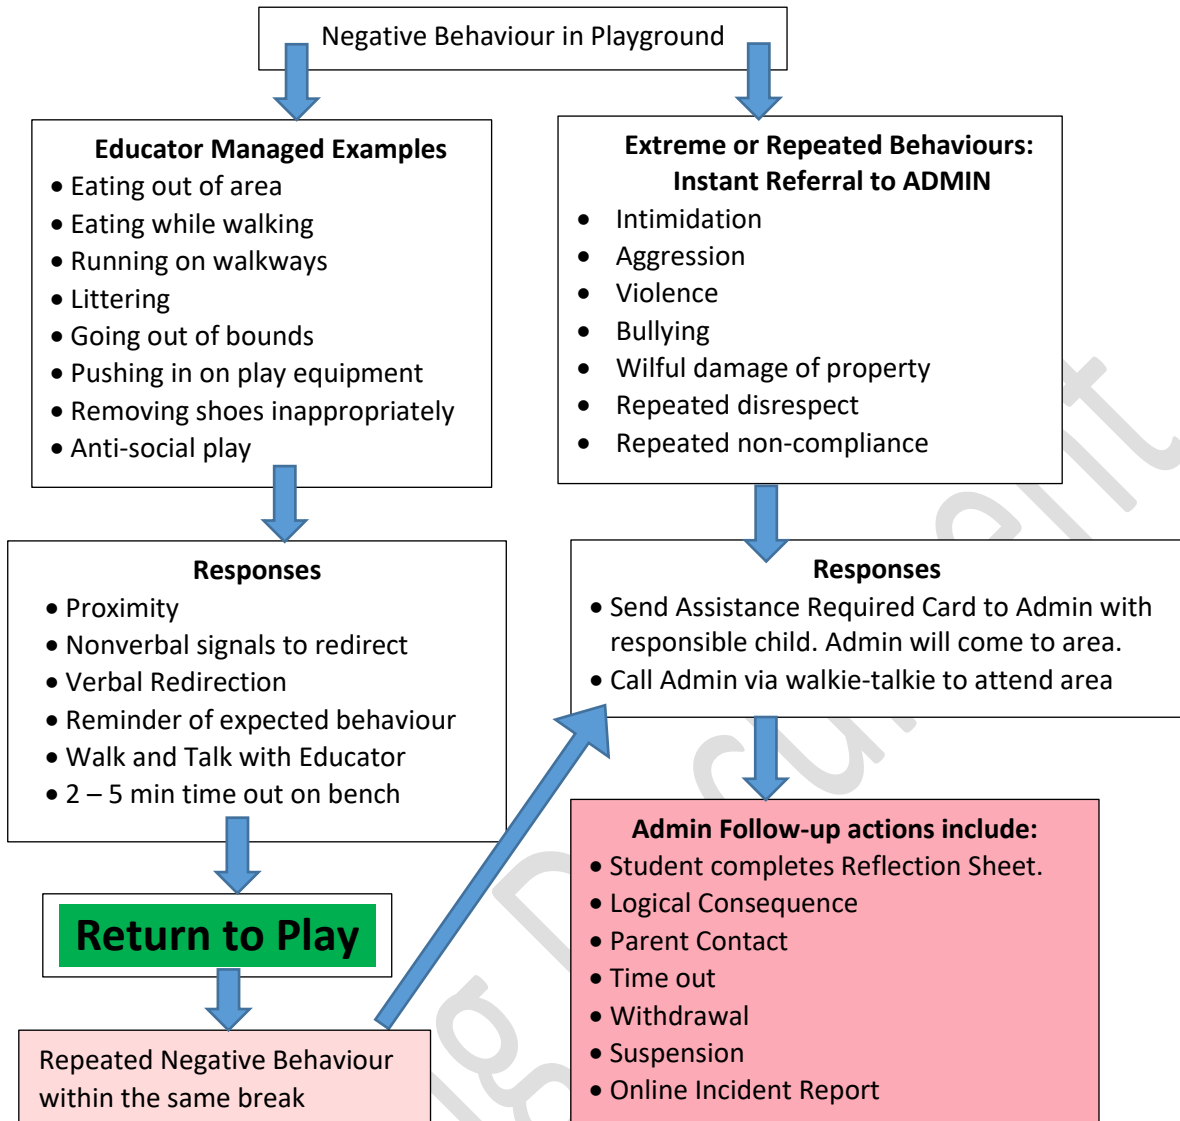 Negative Behaviour in Playground
Educator Managed Examples
• Eating out of area
• Eating while walking
• Running on walkways
• Littering
• Going out of bounds
• Pushing in on play equipment
• Removing shoes inappropriately
• Anti-social play
Extreme or Repeated Behaviours:
Instant Referral to ADMIN
• Intimidation
• Aggression
• Violence
• Bullying
• Wilful damage of property
• Repeated disrespect
• Repeated non-compliance
Responses
• Proximity
• Nonverbal signals to redirect
• Verbal Redirection
• Reminder of expected behaviour
• Walk and Talk with Educator
• 2 – 5 min time out on bench
Responses
• Send Assistance Required Card to Admin with
responsible child. Admin will come to area.
• Call Admin via walkie-talkie to attend area
Return to Play
Repeated Negative Behaviour
within the same break
Admin Follow-up actions include:
• Student completes Reflection Sheet.
• Logical Consequence
• Parent Contact
• Time out
• Withdrawal
• Suspension
• Online Incident Report